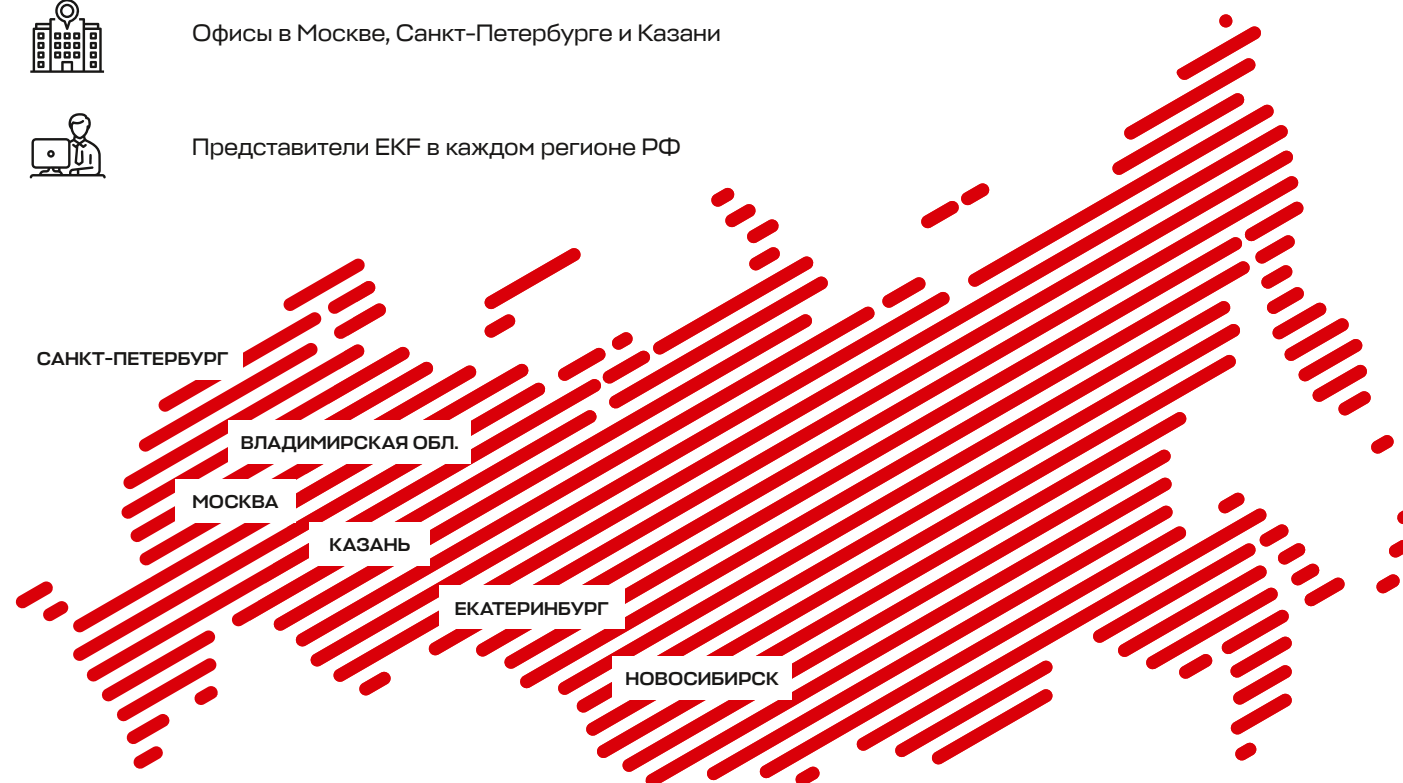 Офисы в Москве, Санкт-Петербурге и Казани
Представители EKF в каждом регионе РФ
САНКТ-ПЕТЕРБУРГ
ВЛАДИМИРСКАЯ ОБЛ.
МОСКВА
КАЗАНЬ
ЕКАТЕРИНБУРГ
НОВОСИБИРСК